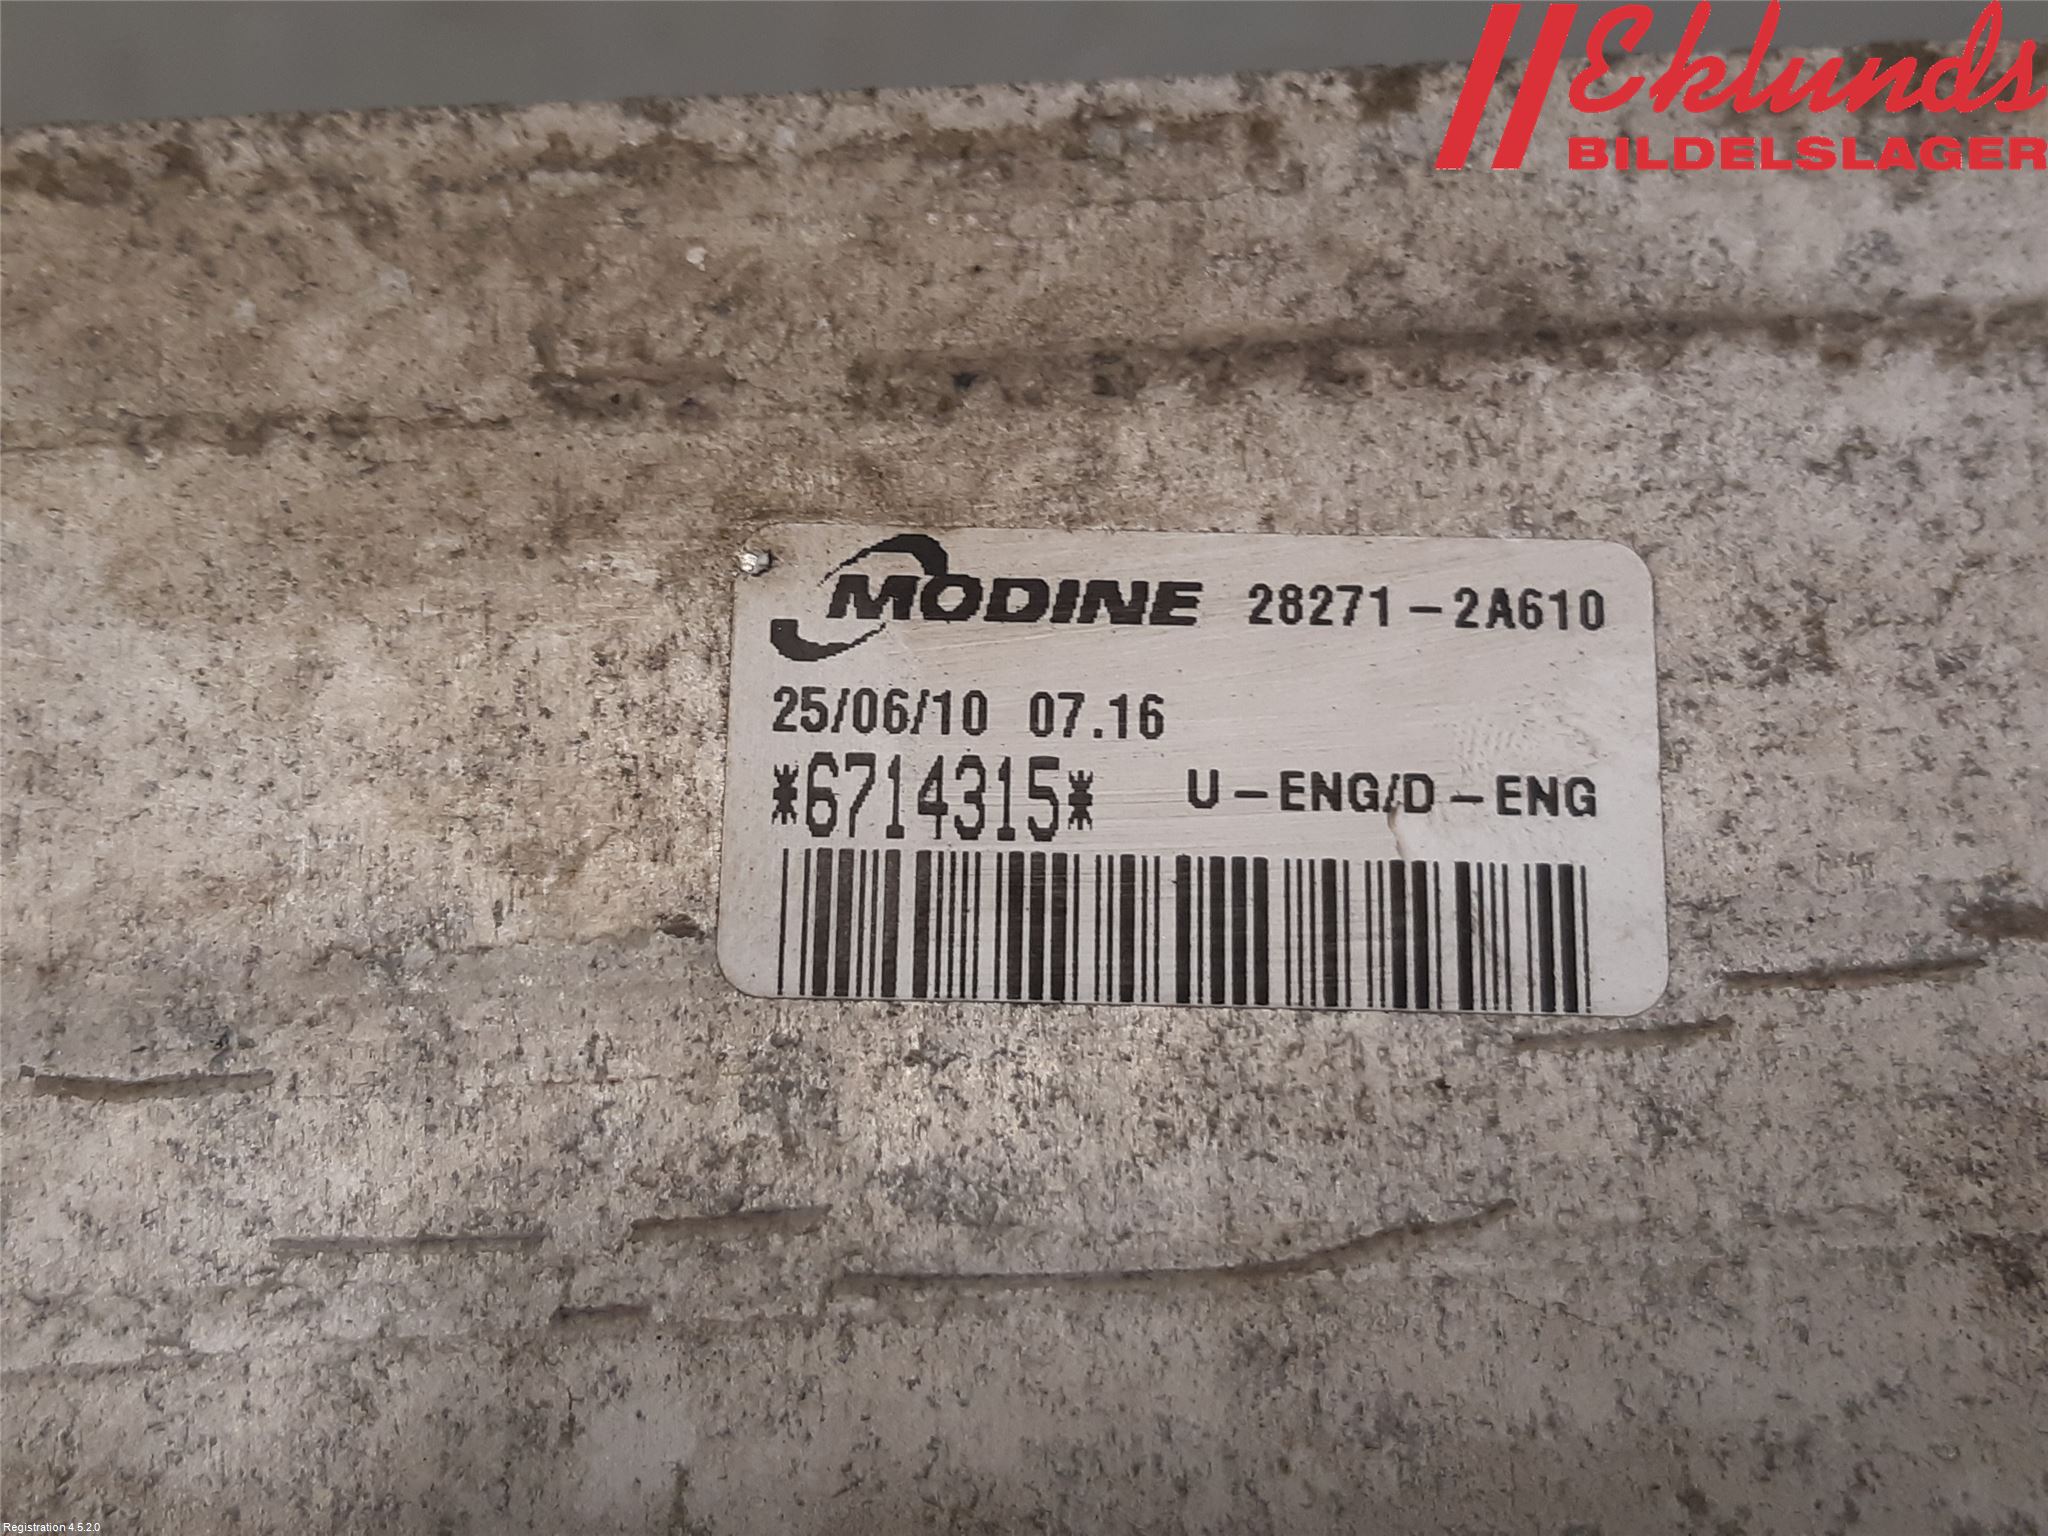 Eklunds
BILDELSLAGER
MODINE 28271-2A610
25/06/10 07.16
*6714315* U-ENG/D-ENG
Registration 4.5.2.0